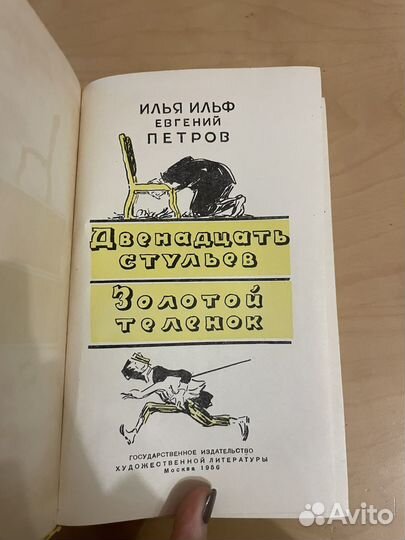 ИЛЬЯ ИЛЬФ
ЕВГЕНИЙ
ПЕТРОВ
Двенадцать
стульев
Золотой
теленок
ГОСУДАРСТВЕННОЕ ИЗДАТЕЛЬСТВО
ХУДОЖЕСТВЕННОЙ ЛИТЕРАТУРЫ
Москва 1956
Avito